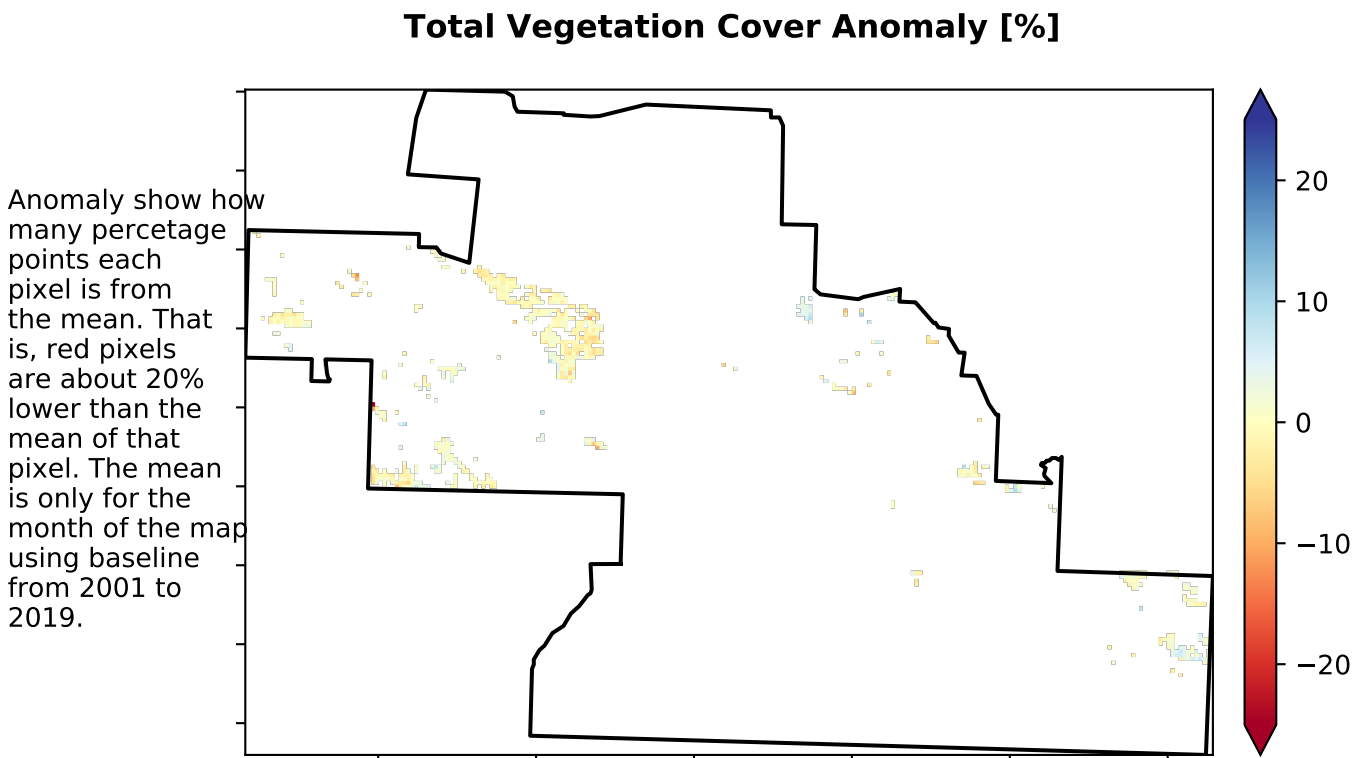 Total Vegetation Cover Anomaly [%]
Anomaly show how
many percetage
points each
pixel is from
the mean. That
is, red pixels
are about 20%
lower than the
mean of that
pixel. The mean
is only for the
month of the map
using baseline
from 2001 to
2019.
20
10
0
−10
−20